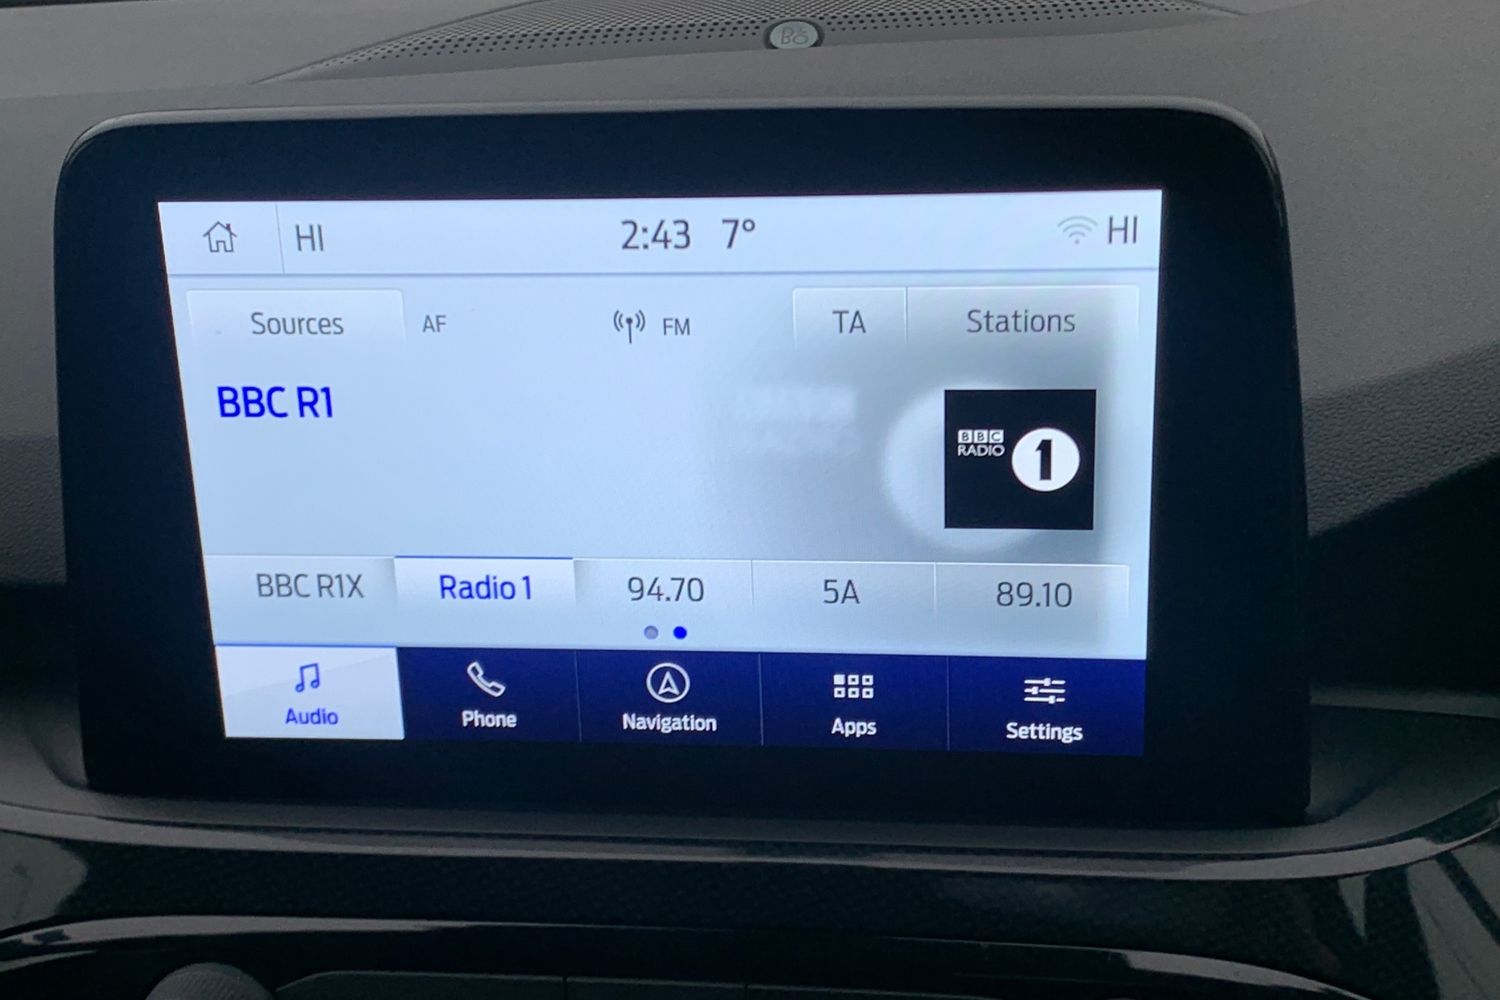 B&O
HI 2:43 7° HI
Sources AF FM TA Stations
BBC R1
BBC
RADIO 1
BBC R1X Radio 1 94.70 5A 89.10
Audio Phone Navigation Apps Settings